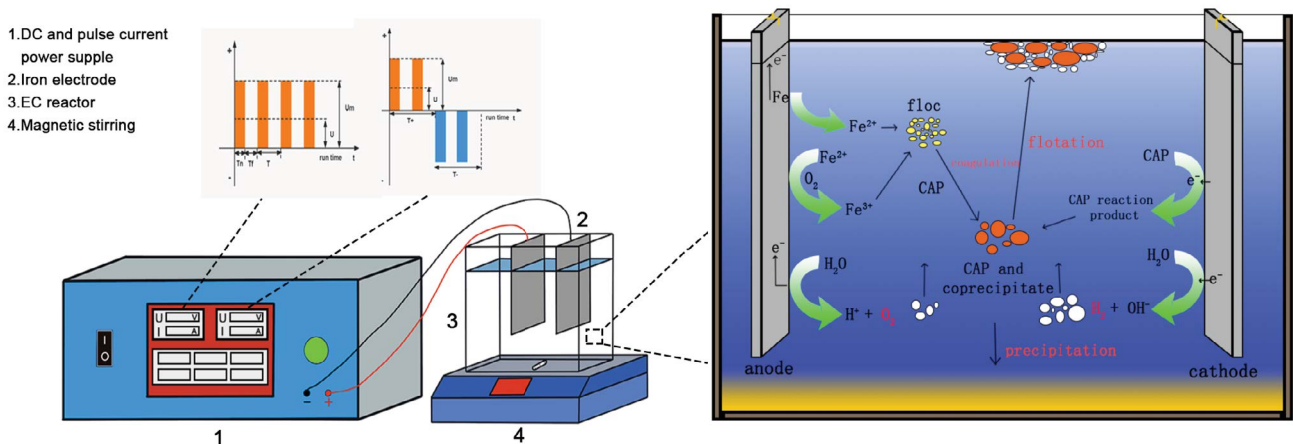 1.DC and pulse current
power supple
2.Iron electrode
3.EC reactor
4.Magnetic stirring
+
Um
U
run time t
Tn Tf T
-
+
Um
U
T+
run time t
T-
-
U V
I A
U V
I A
I
O
- +
1
2
3
4
e⁻
Fe
Fe²⁺
floc
Fe²⁺
O₂
Fe³⁺
coagulation
CAP
flotation
CAP
e⁻
CAP reaction
product
e⁻
H₂O
H⁺ + O₂
CAP and
coprecipitate
H₂O
e⁻
H₂ + OH⁻
precipitation
anode
cathode